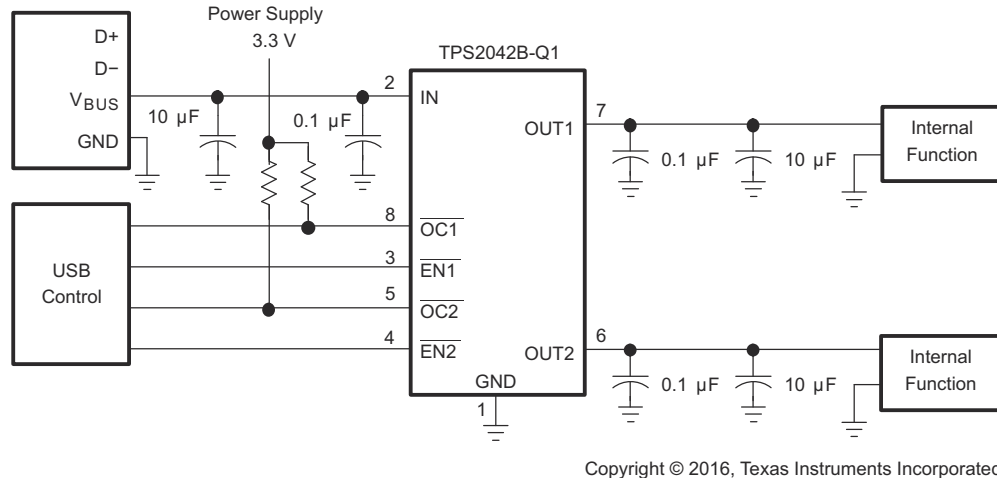 Power Supply
3.3 V
D+
D−
V BUS
GND
10 µF
0.1 µF
TPS2042B-Q1
2
IN
7
OUT1
0.1 µF
10 µF
Internal
Function
USB
Control
8
OC1
3
EN1
5
OC2
4
EN2
6
OUT2
0.1 µF
10 µF
Internal
Function
GND
1
Copyright © 2016, Texas Instruments Incorporated